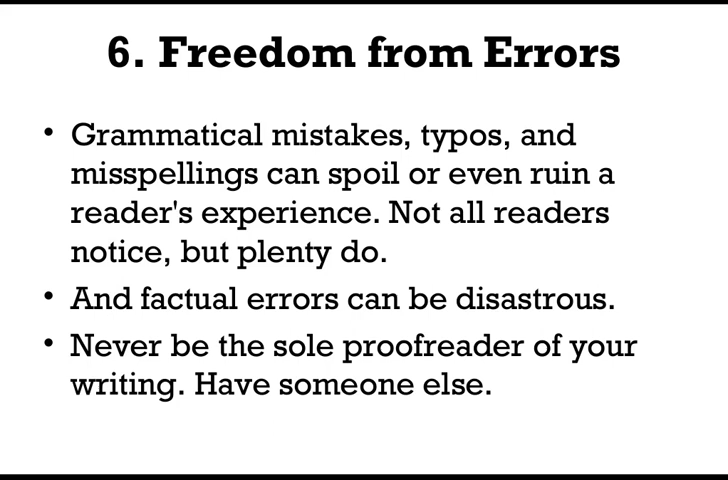 6. Freedom from Errors
• Grammatical mistakes, typos, and
misspellings can spoil or even ruin a
reader's experience. Not all readers
notice, but plenty do.
• And factual errors can be disastrous.
• Never be the sole proofreader of your
writing. Have someone else.